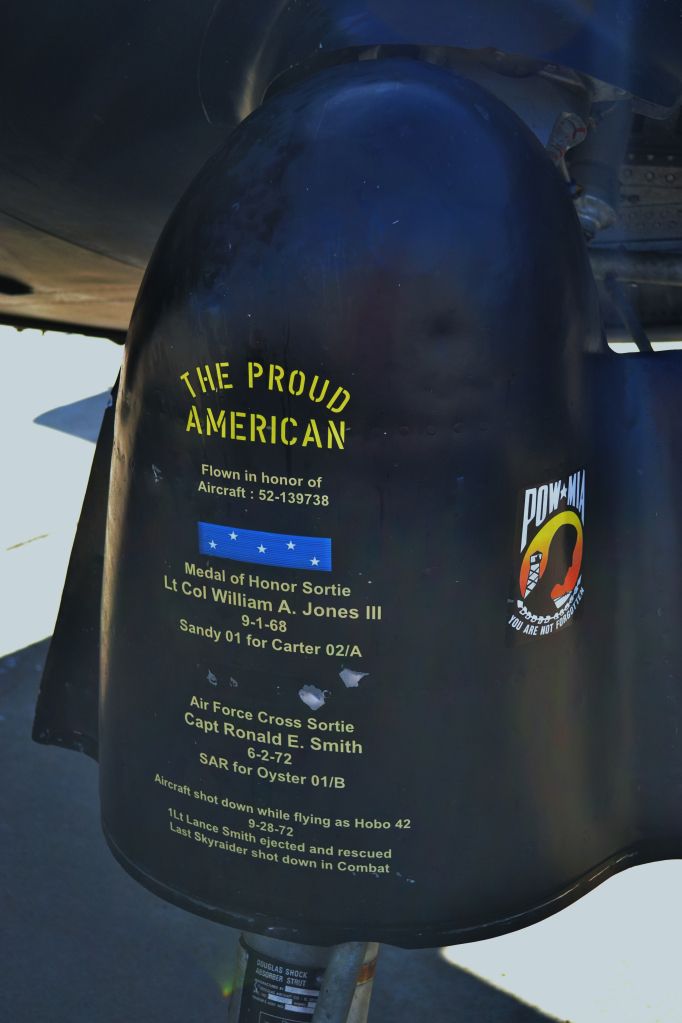 THE PROUD
AMERICAN
Flown in honor of
Aircraft : 52-139738
Medal of Honor Sortie
Lt Col William A. Jones III
9-1-68
Sandy 01 for Carter 02/A
Air Force Cross Sortie
Capt Ronald E. Smith
6-2-72
SAR for Oyster 01/B
Aircraft shot down while flying as Hobo 42
9-28-72
1Lt Lance Smith ejected and rescued
Last Skyraider shot down in Combat
POW★MIA
YOU ARE NOT FORGOTTEN
DOUGLAS SHOCK
ABSORBER STRUT